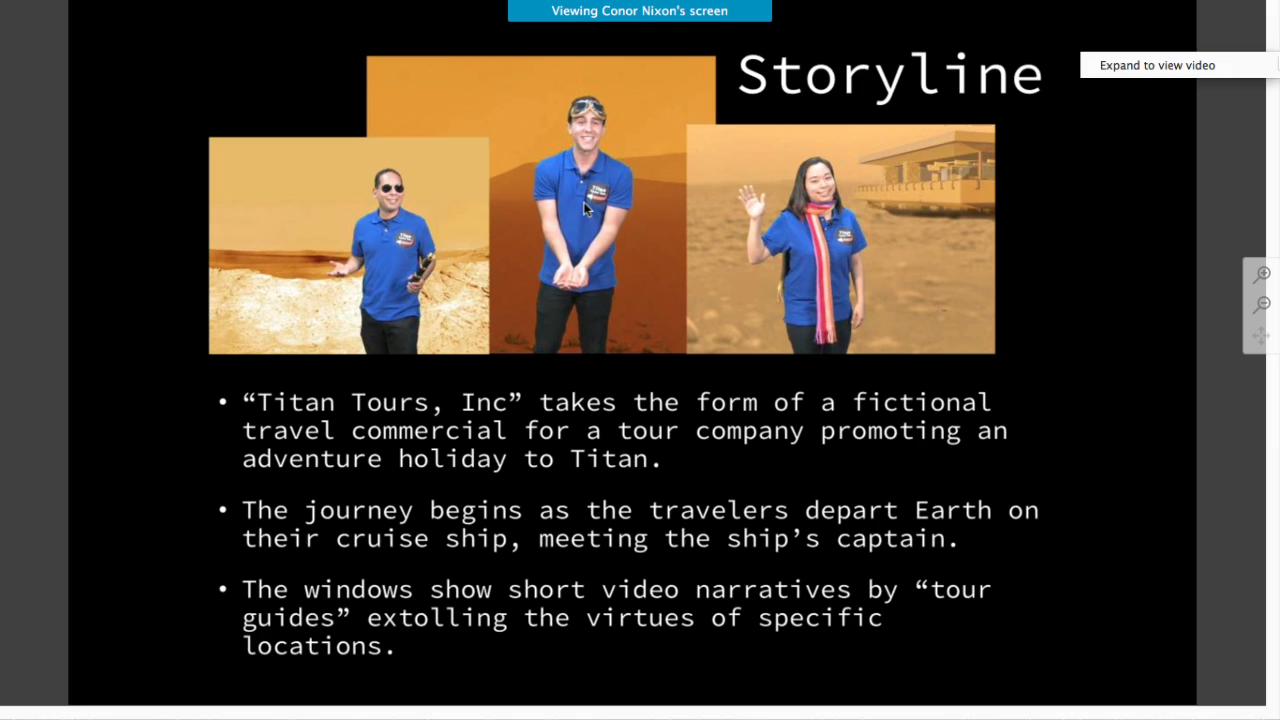 Viewing Conor Nixon's screen
Storyline
Expand to view video
• “Titan Tours, Inc” takes the form of a fictional
travel commercial for a tour company promoting an
adventure holiday to Titan.
• The journey begins as the travelers depart Earth on
their cruise ship, meeting the ship’s captain.
• The windows show short video narratives by “tour
guides” extolling the virtues of specific
locations.